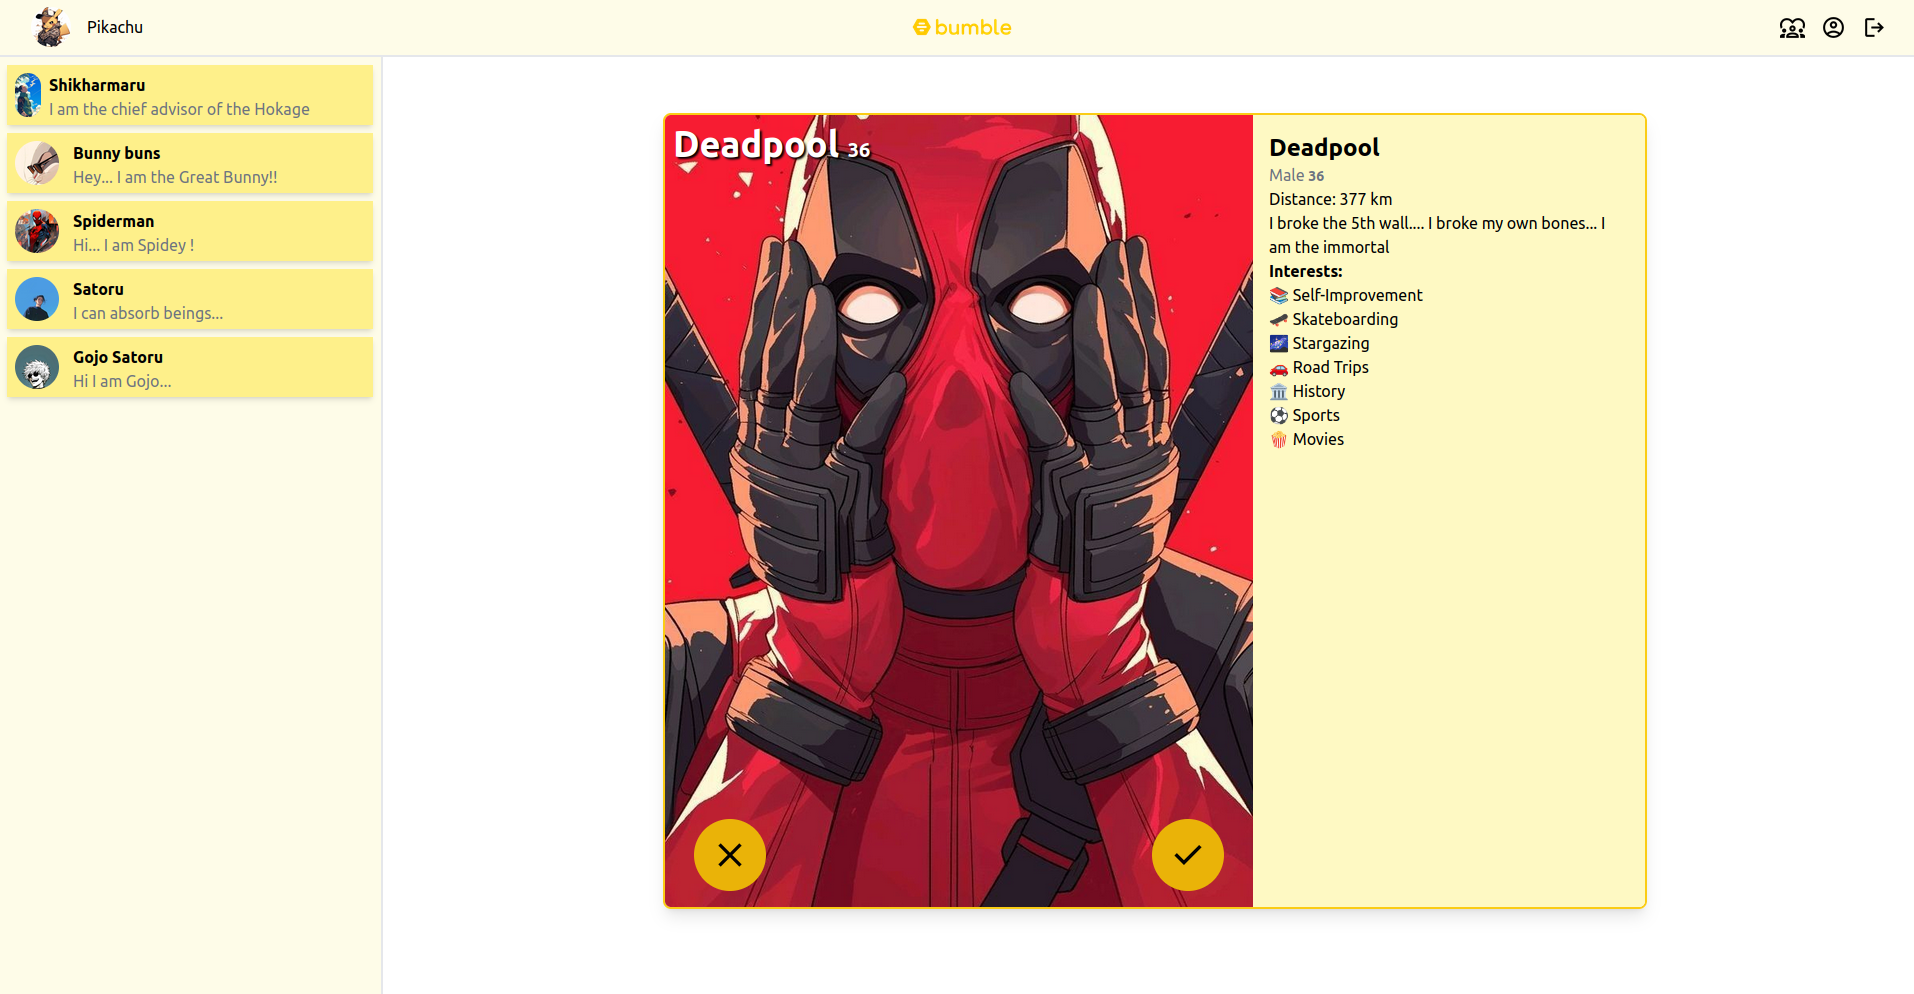 Pikachu
bumble
Shikharmaru
I am the chief advisor of the Hokage
Bunny buns
Hey... I am the Great Bunny!!
Spiderman
Hi... I am Spidey !
Satoru
I can absorb beings...
Gojo Satoru
Hi I am Gojo...
Deadpool 36
Deadpool
Male 36
Distance: 377 km
I broke the 5th wall.... I broke my own bones... I
am the immortal
Interests:
📚 Self-Improvement
🛹 Skateboarding
🌌 Stargazing
🚗 Road Trips
🏛️ History
⚽ Sports
🍿 Movies